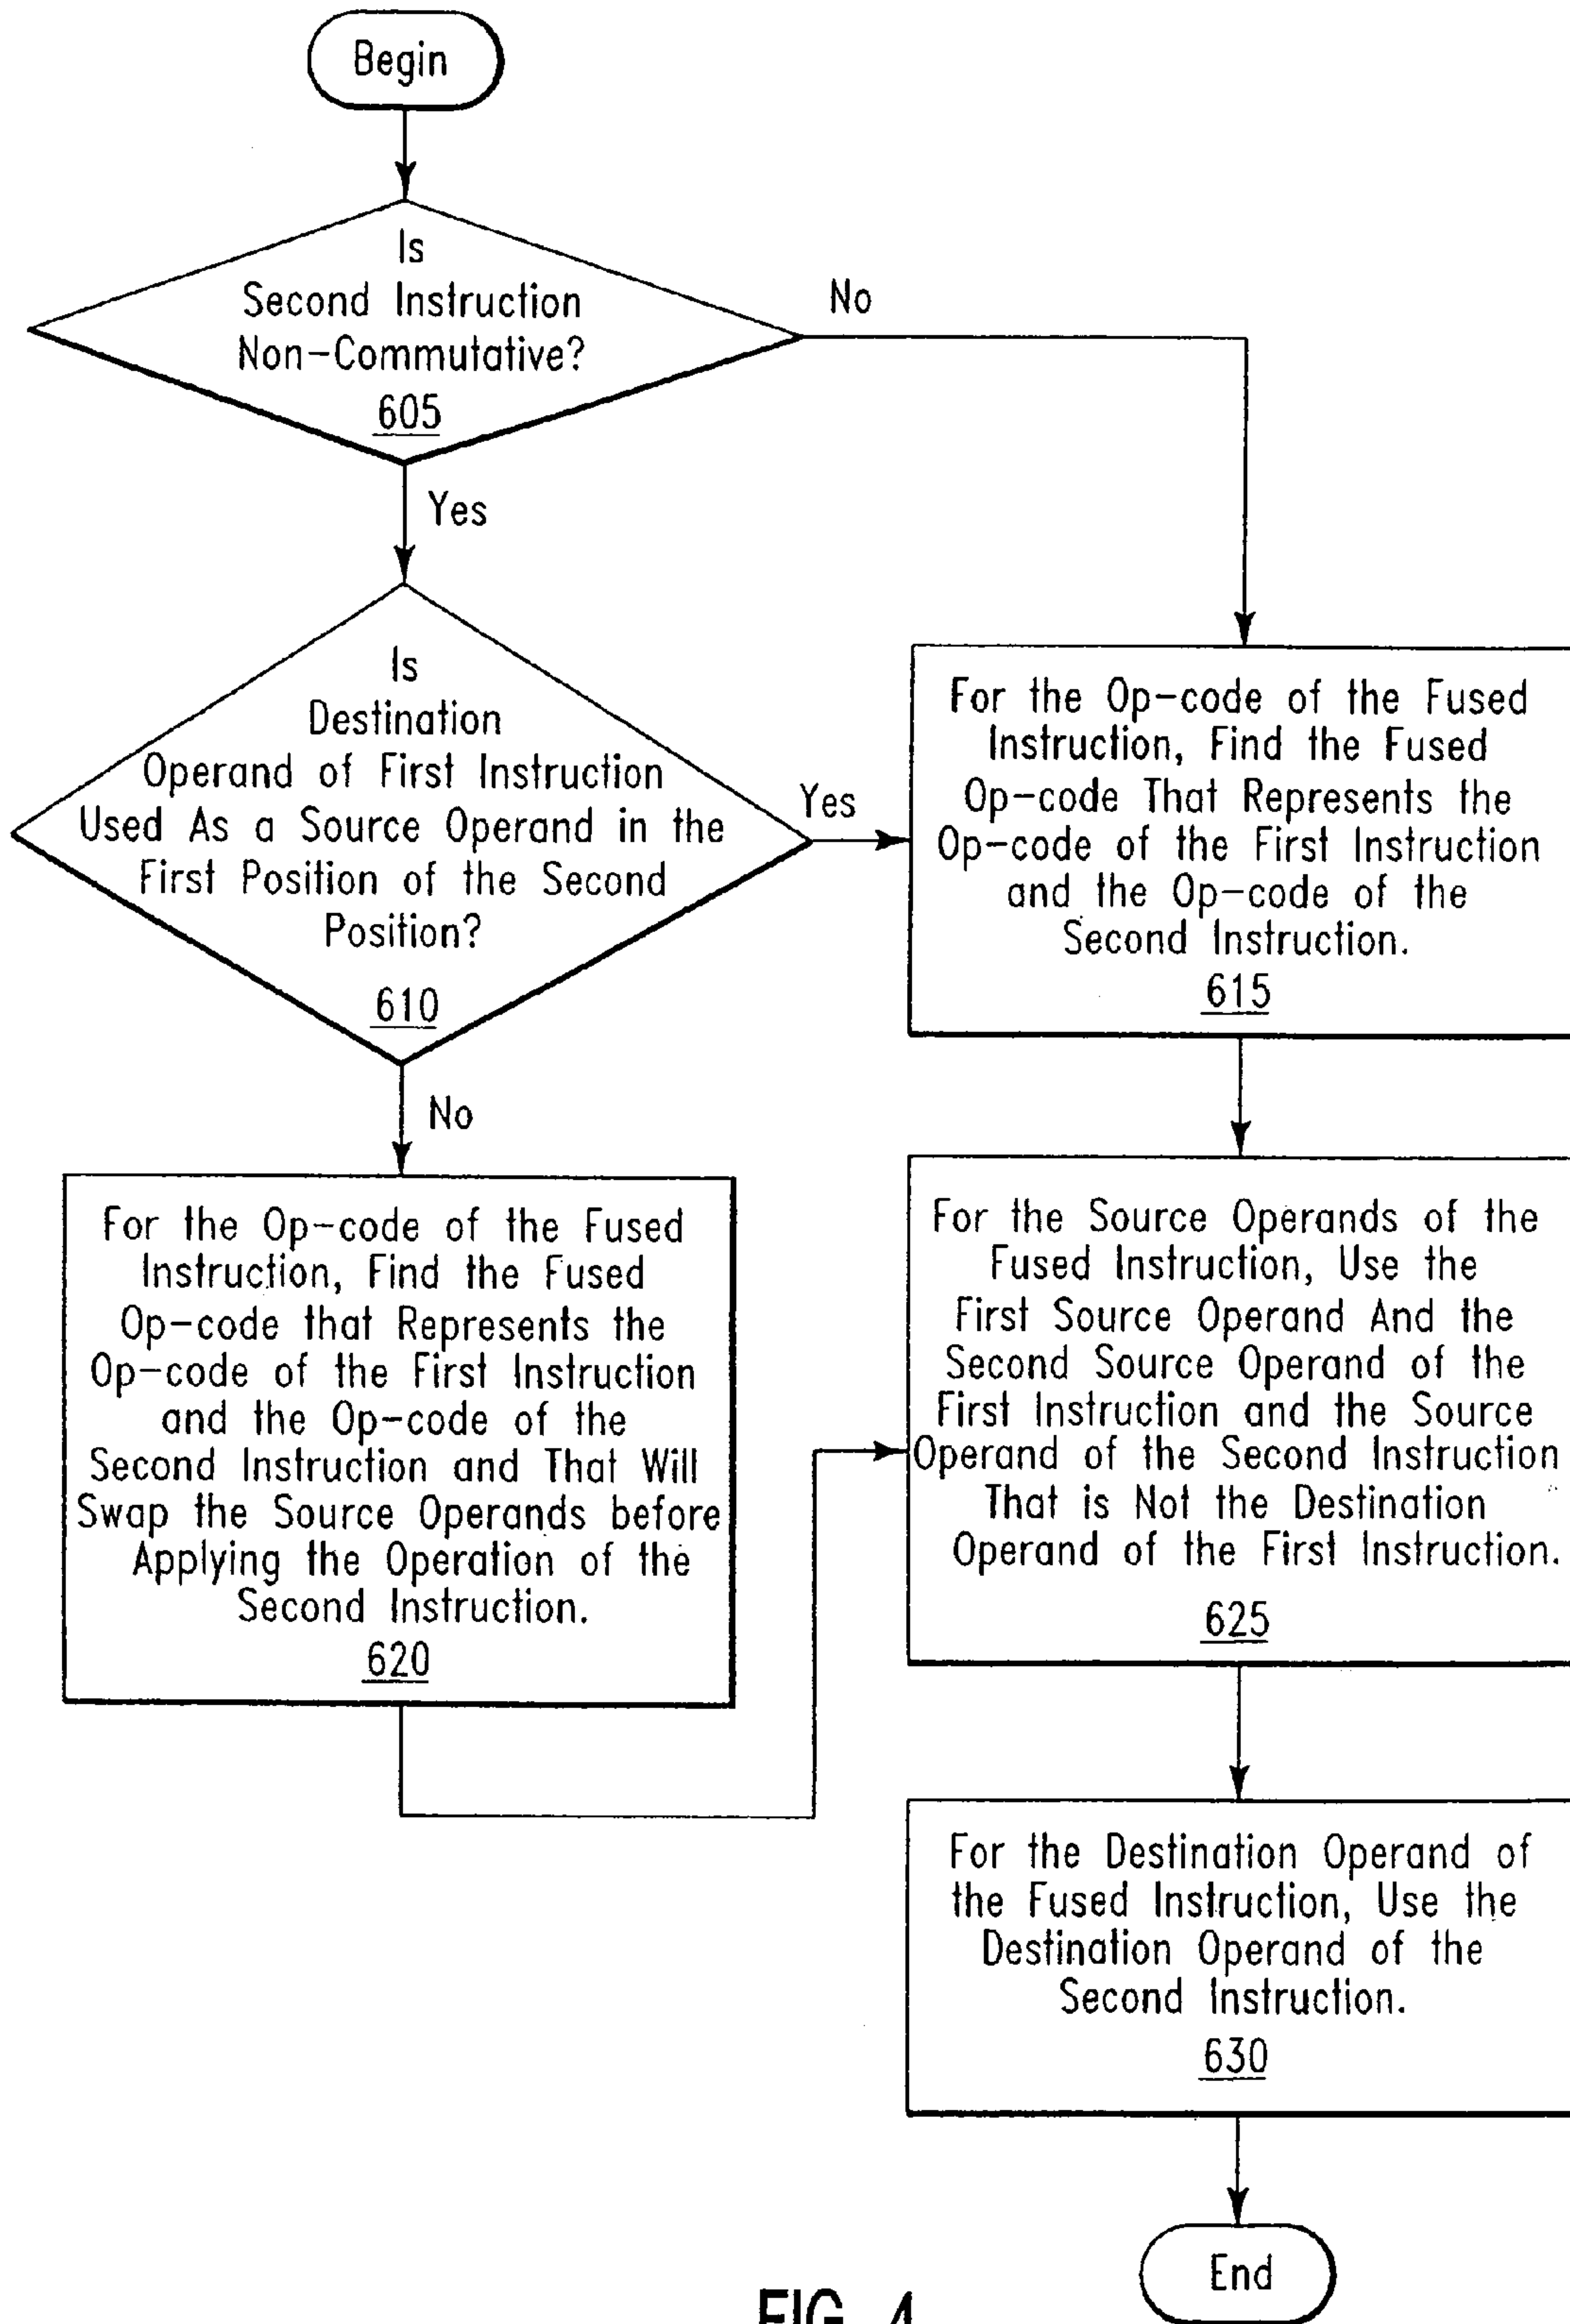 Begin
Is
Second Instruction
Non-Commutative?
605
No
Yes
Is
Destination
Operand of First Instruction
Used As a Source Operand in the
First Position of the Second
Position?
610
Yes
No
For the Op-code of the Fused
Instruction, Find the Fused
Op-code That Represents the
Op-code of the First Instruction
and the Op-code of the
Second Instruction.
615
For the Op-code of the Fused
Instruction, Find the Fused
Op-code that Represents the
Op-code of the First Instruction
and the Op-code of the
Second Instruction and That Will
Swap the Source Operands before
Applying the Operation of the
Second Instruction.
620
For the Source Operands of the
Fused Instruction, Use the
First Source Operand And the
Second Source Operand of the
First Instruction and the Source
Operand of the Second Instruction
That is Not the Destination
Operand of the First Instruction.
625
For the Destination Operand of
the Fused Instruction, Use the
Destination Operand of the
Second Instruction.
630
End
FIG. 4